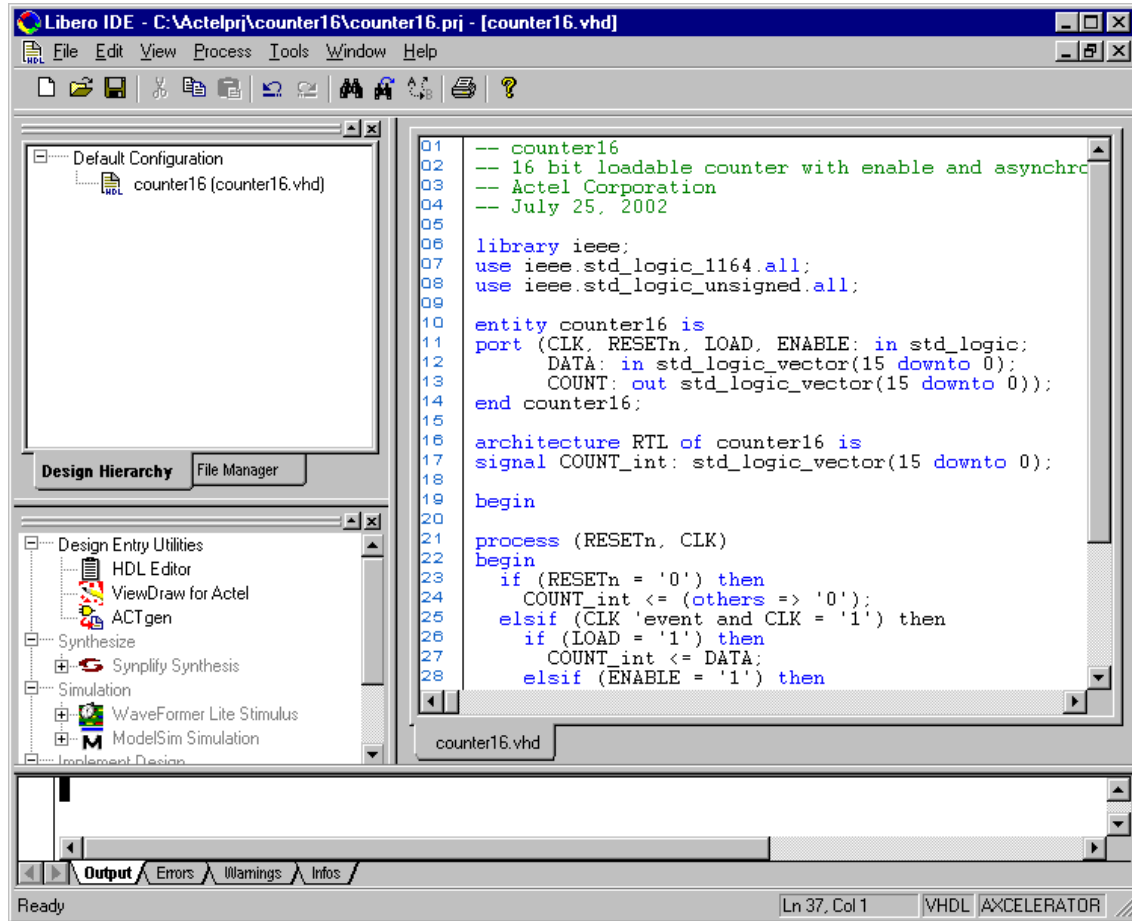 Libero IDE - C:\Actelprj\counter16\counter16.prj - [counter16.vhd]
File Edit View Process Tools Window Help
Default Configuration
counter16 (counter16.vhd)
Design Hierarchy File Manager
Design Entry Utilities
HDL Editor
ViewDraw for Actel
ACTgen
Synthesize
Synplify Synthesis
Simulation
WaveFormer Lite Stimulus
ModelSim Simulation
Implement Design
01 -- counter16
02 -- 16 bit loadable counter with enable and asynchro
03 -- Actel Corporation
04 -- July 25, 2002
05
06 library ieee;
07 use ieee.std_logic_1164.all;
08 use ieee.std_logic_unsigned.all;
09
10 entity counter16 is
11 port (CLK, RESETn, LOAD, ENABLE: in std_logic;
12 DATA: in std_logic_vector(15 downto 0);
13 COUNT: out std_logic_vector(15 downto 0));
14 end counter16;
15
16 architecture RTL of counter16 is
17 signal COUNT_int: std_logic_vector(15 downto 0);
18
19 begin
20
21 process (RESETn, CLK)
22 begin
23 if (RESETn = '0') then
24 COUNT_int <= (others => '0');
25 elsif (CLK 'event and CLK = '1') then
26 if (LOAD = '1') then
27 COUNT_int <= DATA;
28 elsif (ENABLE = '1') then
counter16.vhd
Output Errors Warnings Infos
Ready Ln 37, Col 1 VHDL AXCELERATOR